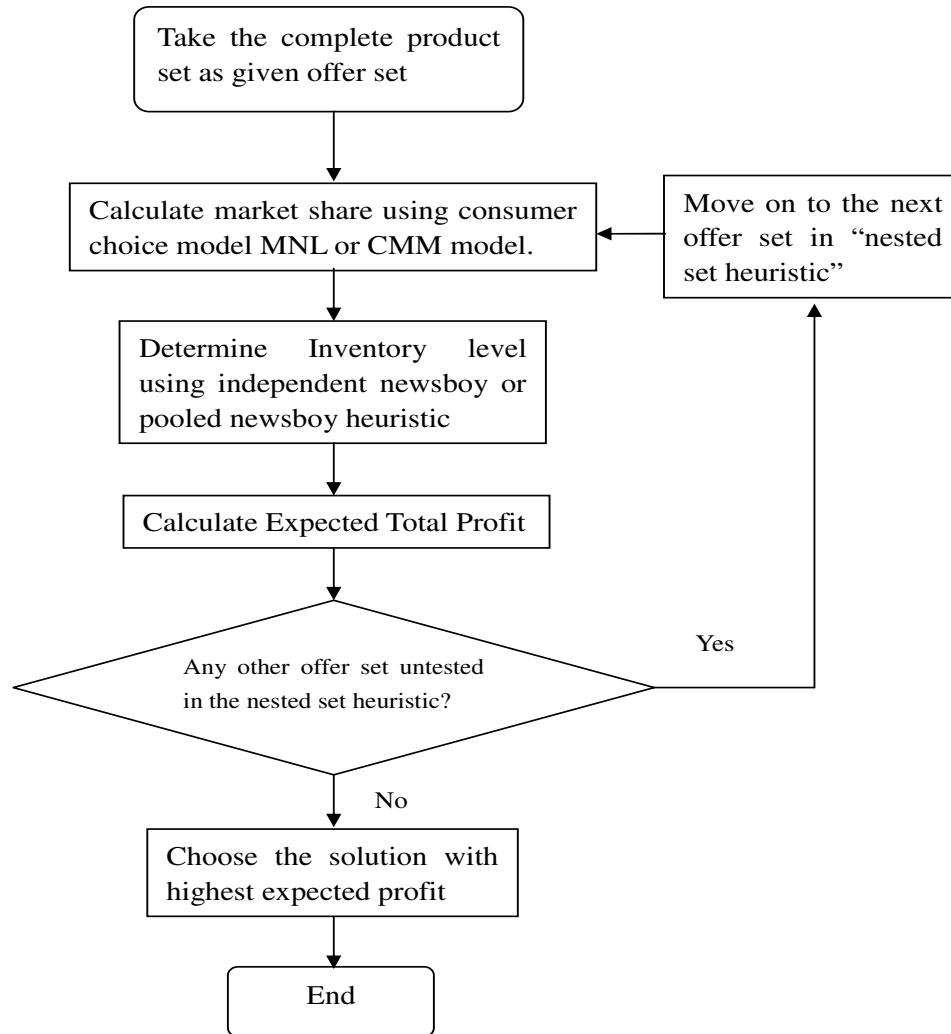 Take the complete product
set as given offer set
Calculate market share using consumer
choice model MNL or CMM model.
Move on to the next
offer set in “nested
set heuristic”
Determine Inventory level
using independent newsboy or
pooled newsboy heuristic
Calculate Expected Total Profit
Any other offer set untested
in the nested set heuristic?
Yes
No
Choose the solution with
highest expected profit
End